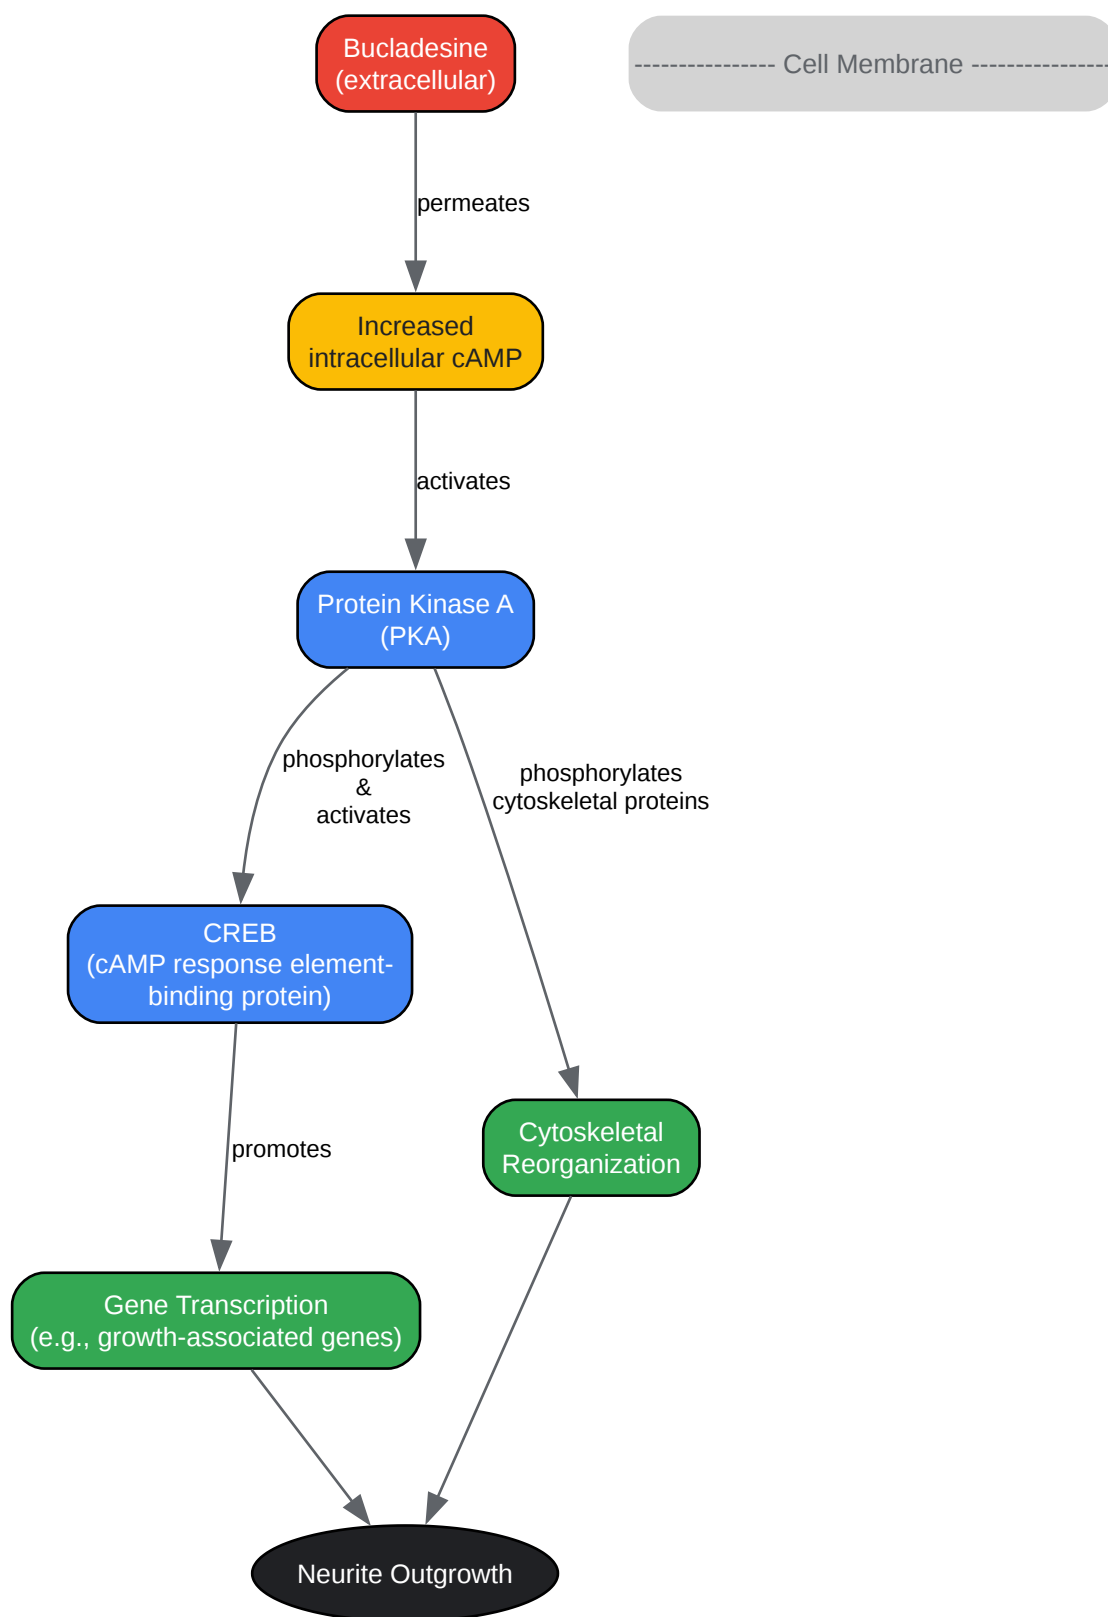 Bucladesine
(extracellular)
---------------- Cell Membrane ----------------
permeates
Increased
intracellular cAMP
activates
Protein Kinase A
(PKA)
phosphorylates
&
activates
phosphorylates
cytoskeletal proteins
CREB
(cAMP response element-
binding protein)
promotes
Cytoskeletal
Reorganization
Gene Transcription
(e.g., growth-associated genes)
Neurite Outgrowth